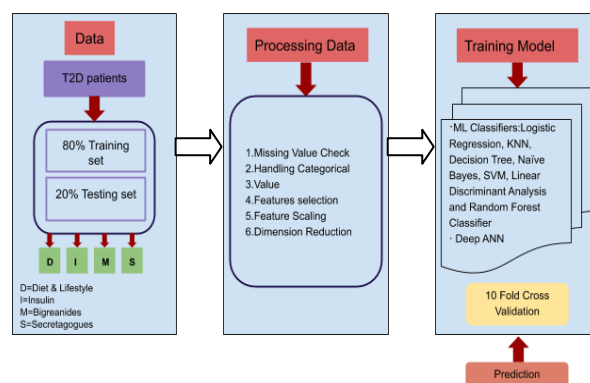 Data
T2D patients
80% Training
set
20% Testing set
D I M S
D=Diet & Lifestyle
I=Insulin
M=Bigreanides
S=Secretagogues
Processing Data
1.Missing Value Check
2.Handling Categorical
3.Value
4.Features selection
5.Feature Scaling
6.Dimension Reduction
Training Model
·ML Classifiers:Logistic
Regression, KNN,
Decision Tree, Naïve
Bayes, SVM, Linear
Discriminant Analysis
and Random Forest
Classifier
· Deep ANN
10 Fold Cross
Validation
Prediction